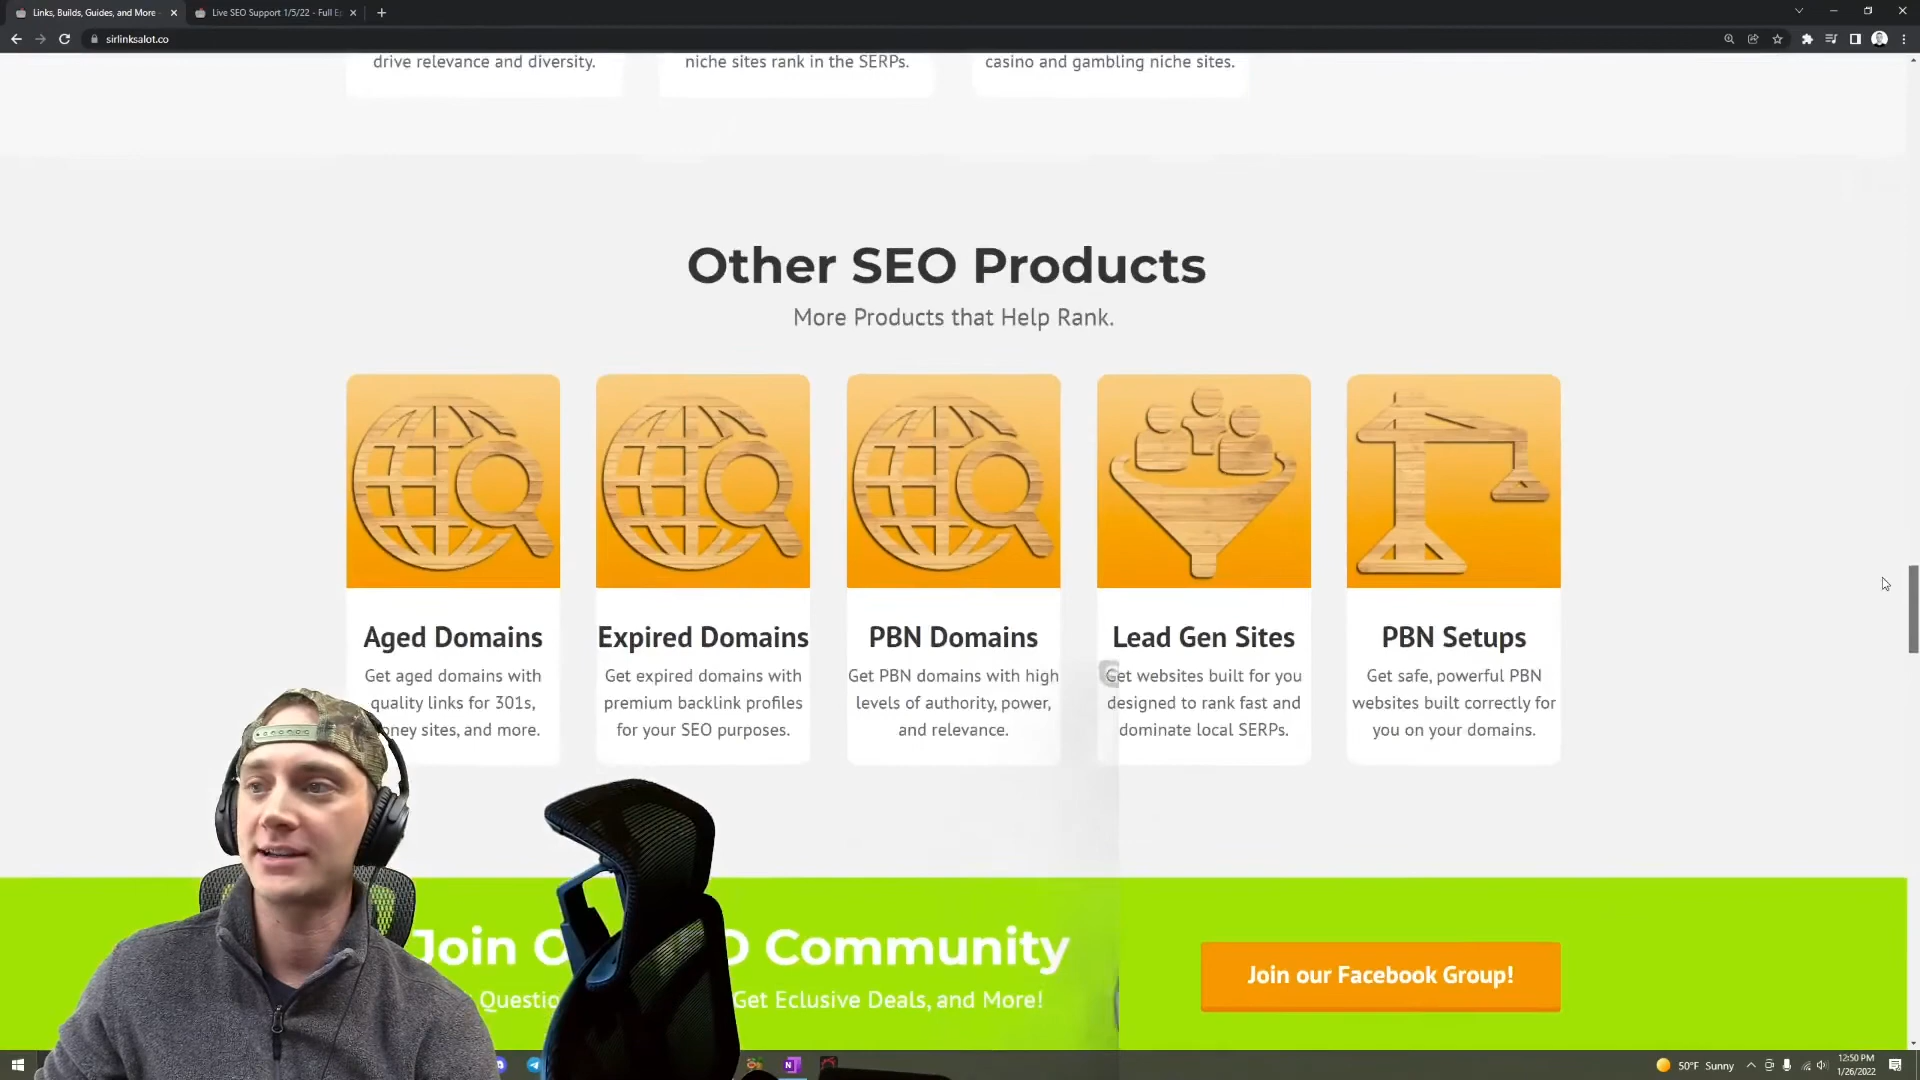 Links, Builds, Guides, and More
Live SEO Support 1/5/22 - Full E
sirlinksalot.co
drive relevance and diversity.
niche sites rank in the SERPs.
casino and gambling niche sites.
Other SEO Products
More Products that Help Rank.
Aged Domains
Get aged domains with
quality links for 301s,
oney sites, and more.
Expired Domains
Get expired domains with
premium backlink profiles
for your SEO purposes.
PBN Domains
Get PBN domains with high
levels of authority, power,
and relevance.
Lead Gen Sites
Get websites built for you
designed to rank fast and
dominate local SERPs.
PBN Setups
Get safe, powerful PBN
websites built correctly for
you on your domains.
Join O O Community
Questio Get Eclusive Deals, and More!
Join our Facebook Group!
50°F Sunny
12:50 PM
1/26/2022